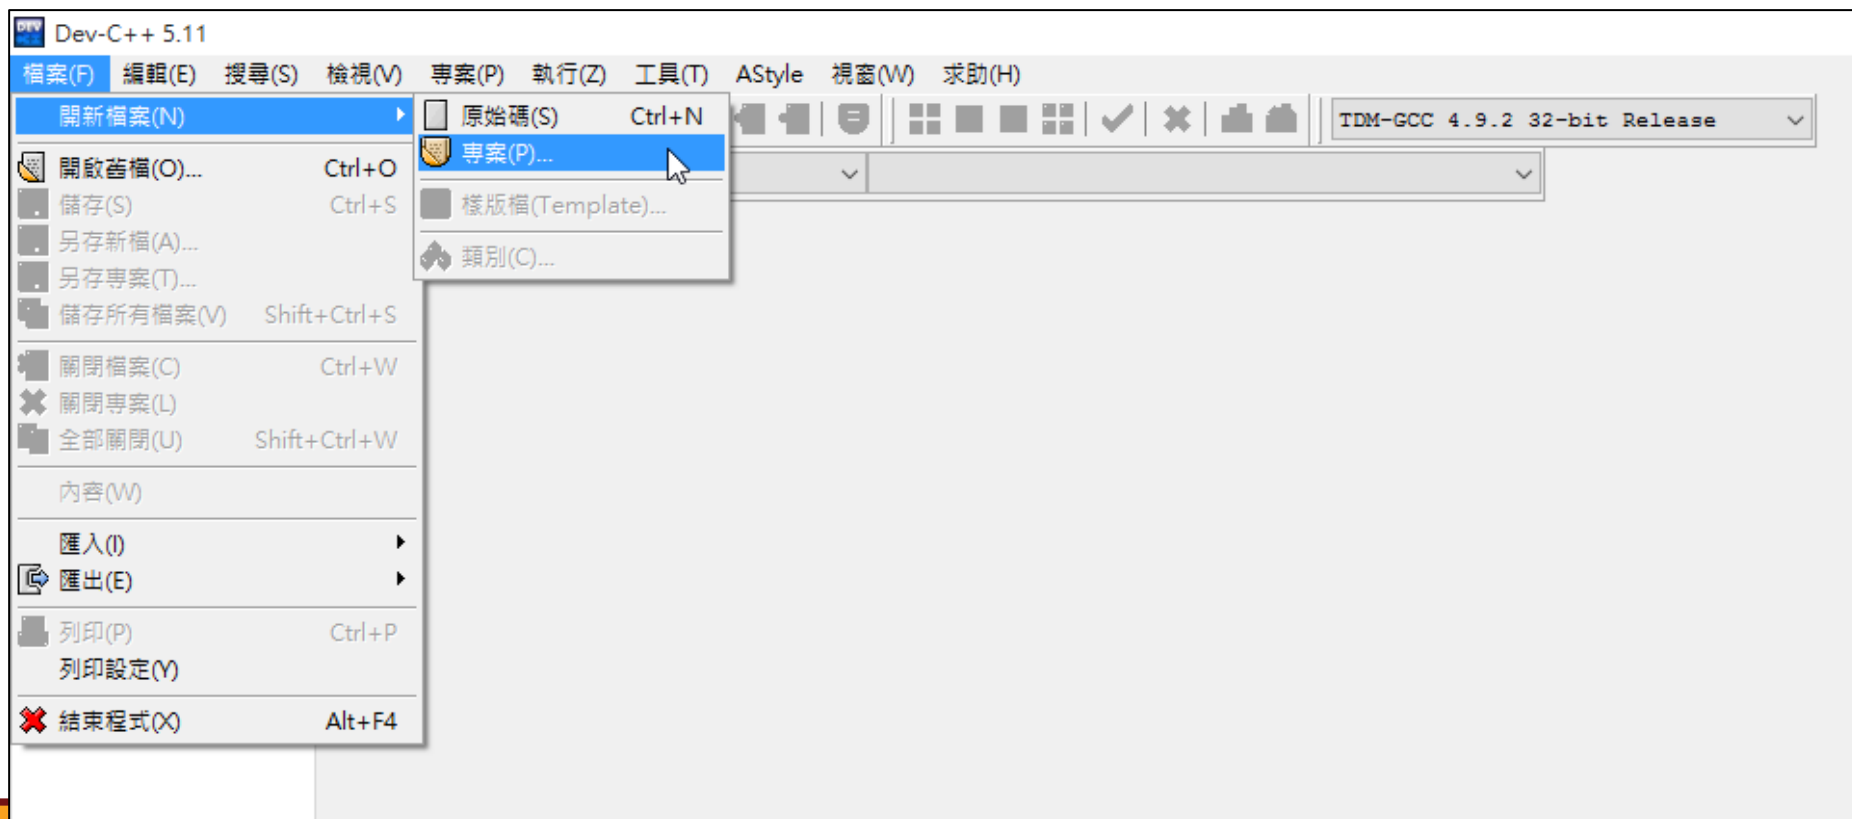 Dev-C++ 5.11
檔案(F) 編輯(E) 搜尋(S) 檢視(V) 專案(P) 執行(Z) 工具(T) AStyle 視窗(W) 求助(H)
開新檔案(N)
原始碼(S) Ctrl+N
TDM-GCC 4.9.2 32-bit Release
專案(P)...
開啟舊檔(O)... Ctrl+O
儲存(S) Ctrl+S
樣版檔(Template)...
另存新檔(A)...
類別(C)...
另存專案(T)...
儲存所有檔案(V) Shift+Ctrl+S
關閉檔案(C) Ctrl+W
關閉專案(L)
全部關閉(U) Shift+Ctrl+W
內容(W)
匯入(I)
匯出(E)
列印(P) Ctrl+P
列印設定(Y)
結束程式(X) Alt+F4